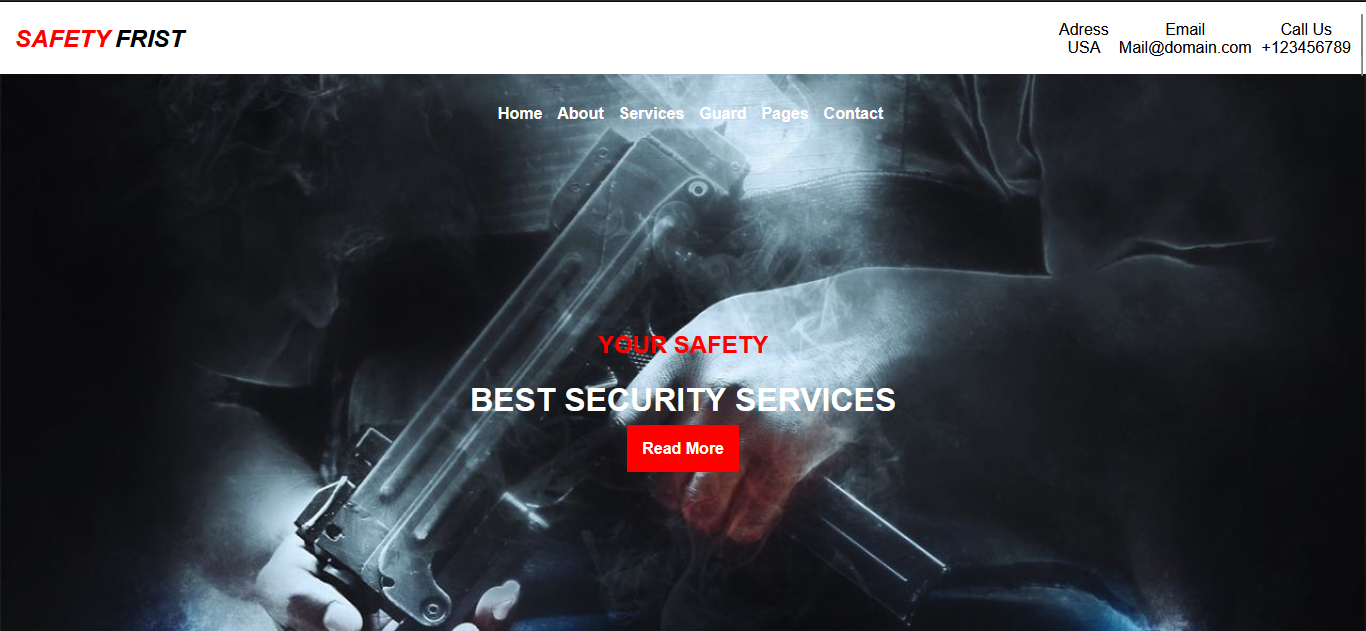 SAFETY FRIST
Adress
USA
Email
Mail@domain.com
Call Us
+123456789
Home About Services Guard Pages Contact
YOUR SAFETY
BEST SECURITY SERVICES
Read More